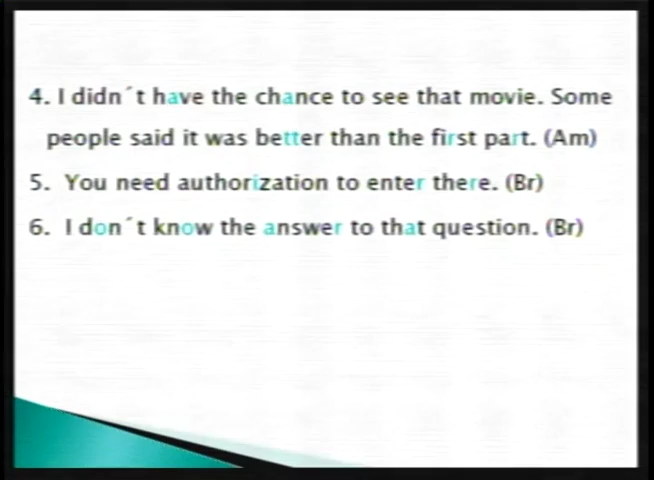 4. I didn´t have the chance to see that movie. Some
people said it was better than the first part. (Am)
5. You need authorization to enter there. (Br)
6. I don´t know the answer to that question. (Br)